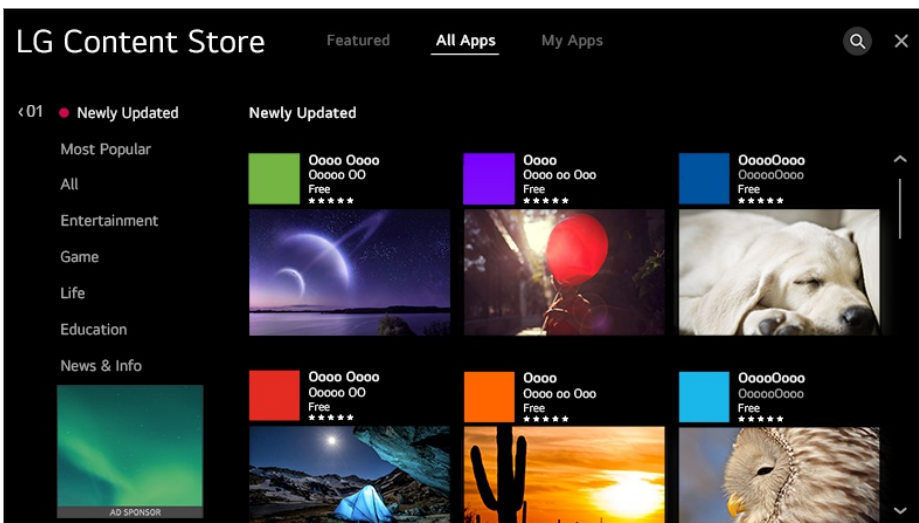 LG Content Store
Featured
All Apps
My Apps
‹01
Newly Updated
Most Popular
All
Entertainment
Game
Life
Education
News & Info
AD SPONSOR
Newly Updated
Oooo Oooo
Ooooo OO
Free
★★★★★
Oooo
Oooo oo Ooo
Free
★★★★★
OoooOooo
OooooOooo
Free
★★★★★
Oooo Oooo
Ooooo OO
Free
★★★★★
Oooo
Oooo oo Ooo
Free
★★★★★
OoooOooo
OooooOooo
Free
★★★★★